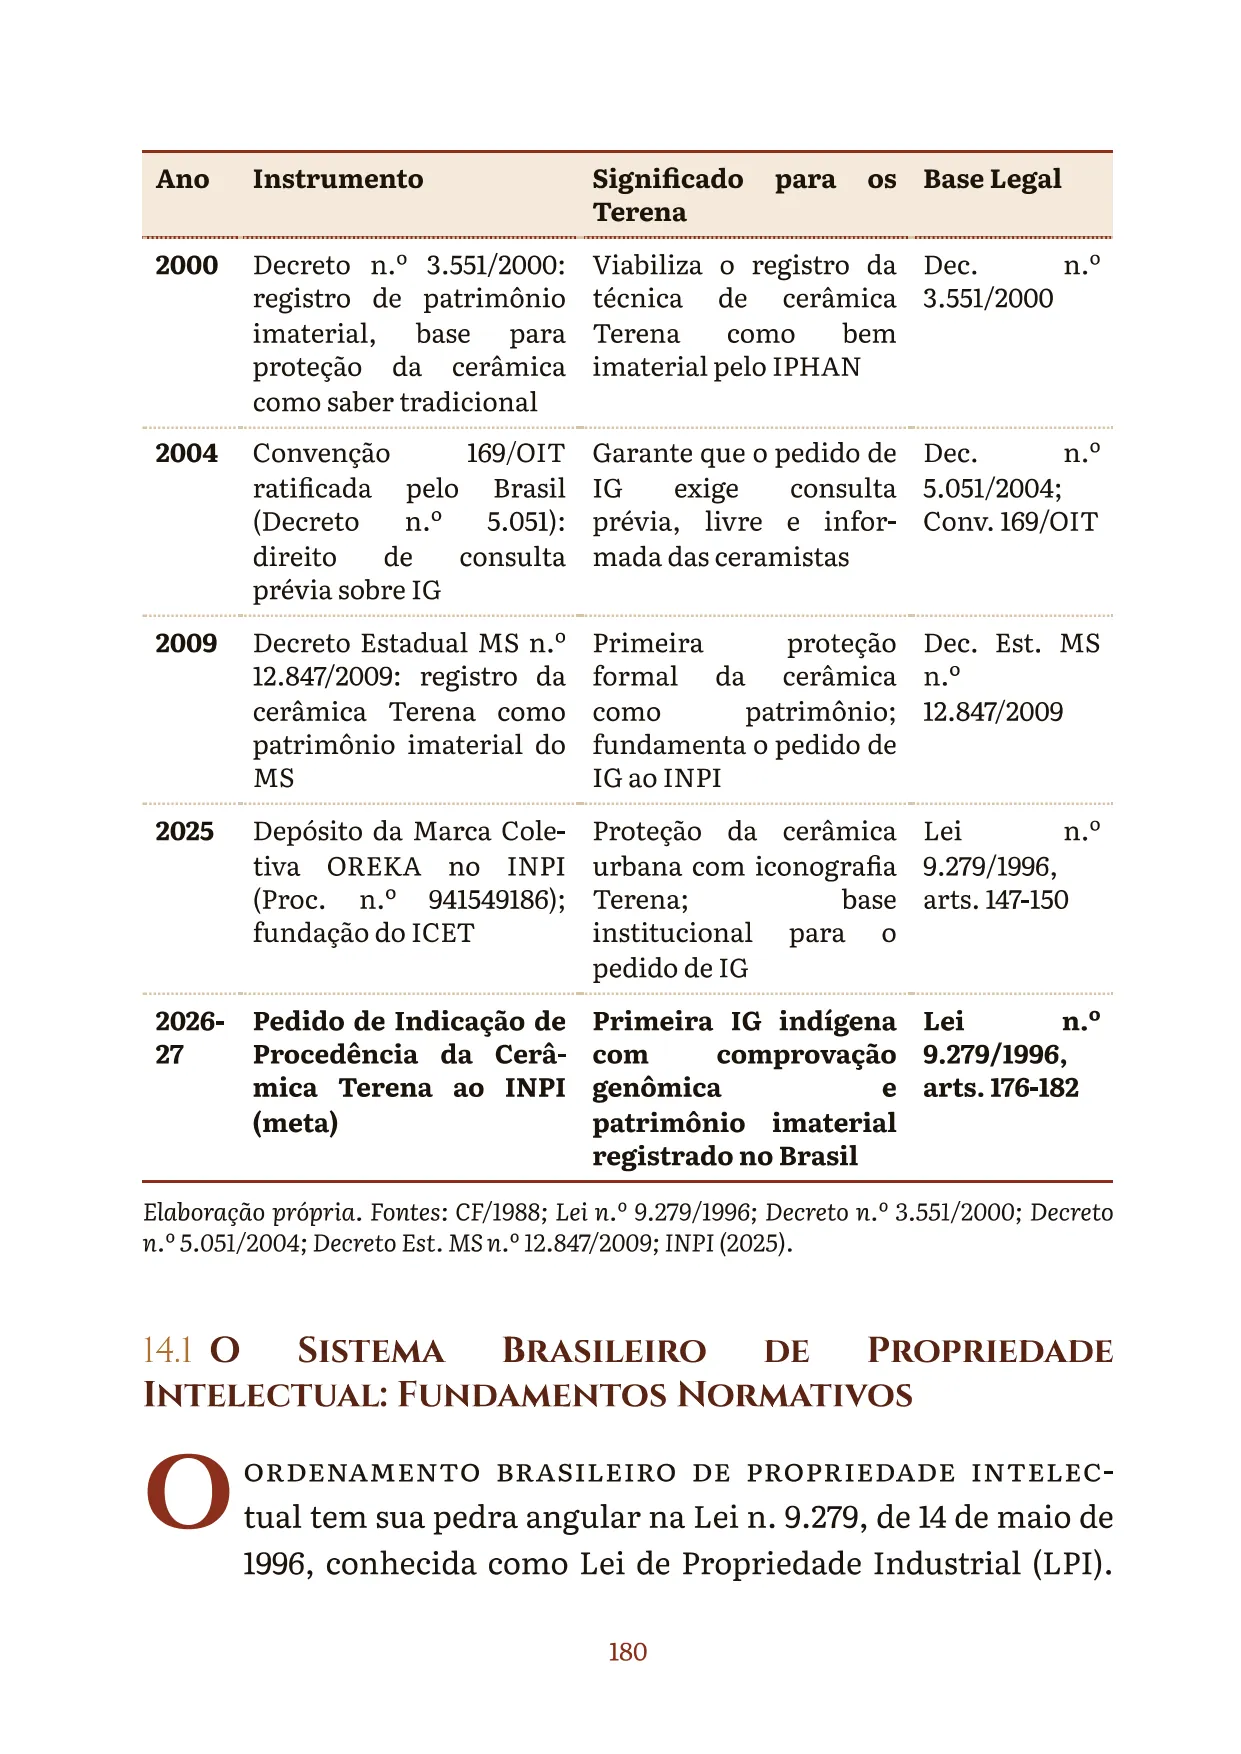 Ano Instrumento Significado para os Base Legal
Terena
2000 Decreto n.º 3.551/2000: Viabiliza o registro da Dec. n.º
registro de patrimônio técnica de cerâmica 3.551/2000
imaterial, base para Terena como bem
proteção da cerâmica imaterial pelo IPHAN
como saber tradicional
2004 Convenção 169/OIT Garante que o pedido de Dec. n.º
ratificada pelo Brasil IG exige consulta 5.051/2004;
(Decreto n.º 5.051): prévia, livre e infor- Conv. 169/OIT
direito de consulta mada das ceramistas
prévia sobre IG
2009 Decreto Estadual MS n.º Primeira proteção Dec. Est. MS
12.847/2009: registro da formal da cerâmica n.º
cerâmica Terena como como patrimônio; 12.847/2009
patrimônio imaterial do fundamenta o pedido de
MS IG ao INPI
2025 Depósito da Marca Cole- Proteção da cerâmica Lei n.º
tiva OREKA no INPI urbana com iconografia 9.279/1996,
(Proc. n.º 941549186); Terena; base arts. 147-150
fundação do ICET institucional para o
pedido de IG
2026- Pedido de Indicação de Primeira IG indígena Lei n.º
27 Procedência da Cerâ- com comprovação 9.279/1996,
mica Terena ao INPI genômica e arts. 176-182
(meta) patrimônio imaterial
registrado no Brasil
Elaboração própria. Fontes: CF/1988; Lei n.º 9.279/1996; Decreto n.º 3.551/2000; Decreto
n.º 5.051/2004; Decreto Est. MS n.º 12.847/2009; INPI (2025).
14.1 O Sistema Brasileiro de Propriedade
Intelectual: Fundamentos Normativos
O ORDENAMENTO BRASILEIRO DE PROPRIEDADE INTELEC-
tual tem sua pedra angular na Lei n. 9.279, de 14 de maio de
1996, conhecida como Lei de Propriedade Industrial (LPI).
180